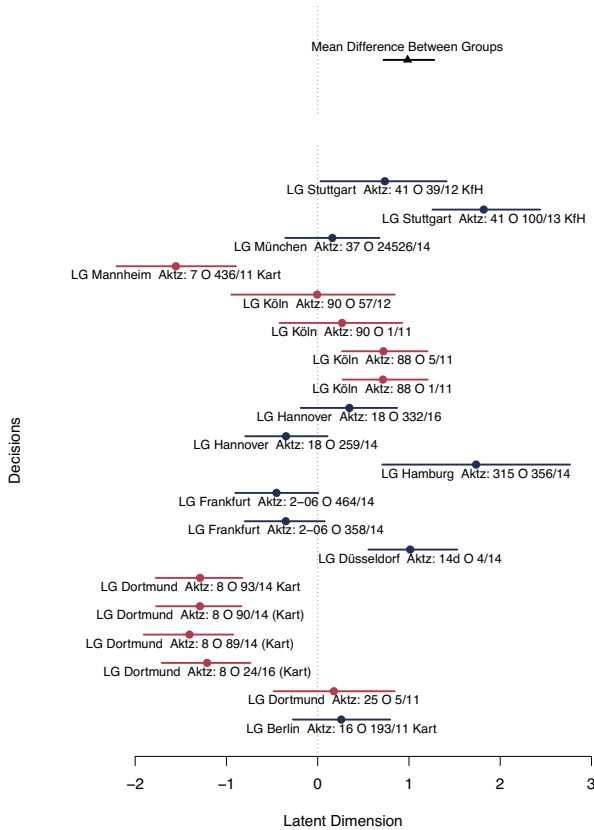 Mean Difference Between Groups
LG Stuttgart Aktz: 41 O 39/12 KfH
LG Stuttgart Aktz: 41 O 100/13 KfH
LG München Aktz: 37 O 24526/14
LG Mannheim Aktz: 7 O 436/11 Kart
LG Köln Aktz: 90 O 57/12
LG Köln Aktz: 90 O 1/11
LG Köln Aktz: 88 O 5/11
LG Köln Aktz: 88 O 1/11
LG Hannover Aktz: 18 O 332/16
LG Hannover Aktz: 18 O 259/14
LG Hamburg Aktz: 315 O 356/14
LG Frankfurt Aktz: 2−06 O 464/14
LG Frankfurt Aktz: 2−06 O 358/14
LG Düsseldorf Aktz: 14d O 4/14
LG Dortmund Aktz: 8 O 93/14 Kart
LG Dortmund Aktz: 8 O 90/14 (Kart)
LG Dortmund Aktz: 8 O 89/14 (Kart)
LG Dortmund Aktz: 8 O 24/16 (Kart)
LG Dortmund Aktz: 25 O 5/11
LG Berlin Aktz: 16 O 193/11 Kart
Decisions
−2 −1 0 1 2 3
Latent Dimension